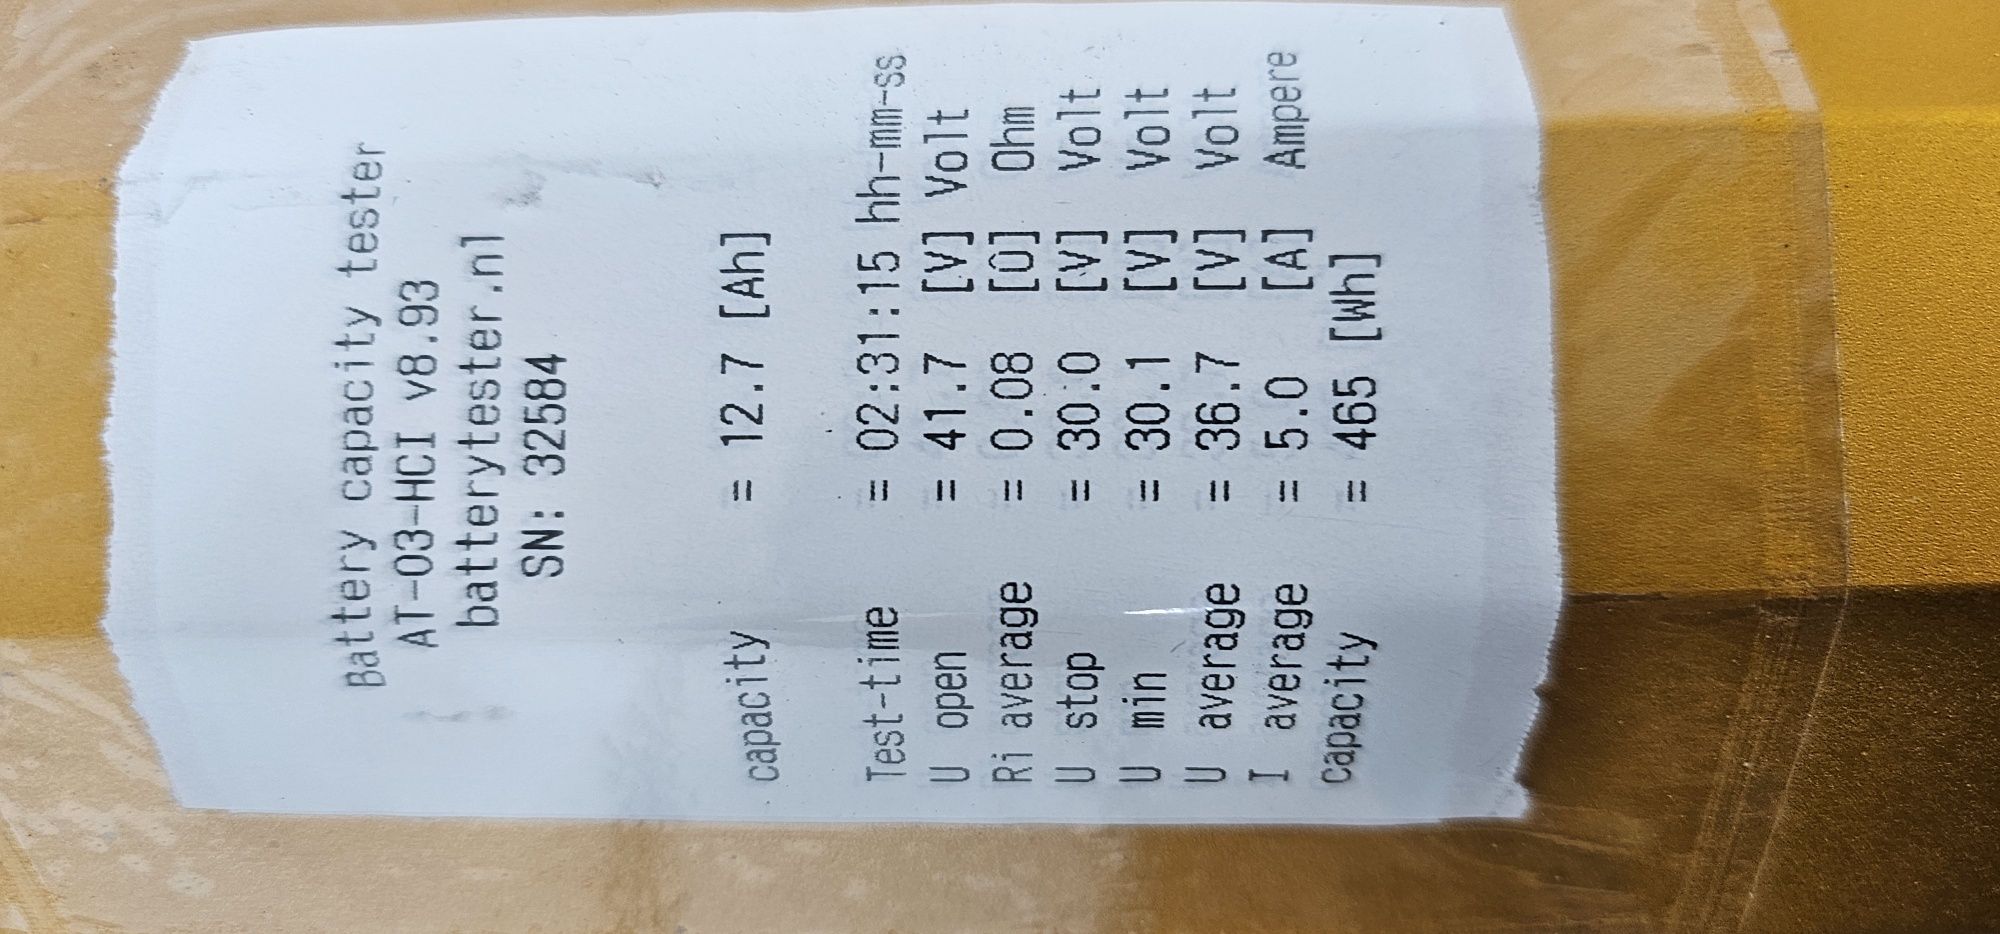 Battery capacity tester
AT-03-HCI v8.93
batterytester.nl
SN: 32584
capacity = 12.7 [Ah]
Test-time = 02:31:15 hh-mm-ss
U open = 41.7 [V] Volt
Ri average = 0.08 [O] Ohm
U stop = 30.0 [V] Volt
U min = 30.1 [V] Volt
U average = 36.7 [V] Volt
I average = 5.0 [A] Ampere
Capacity = 465 [Wh]